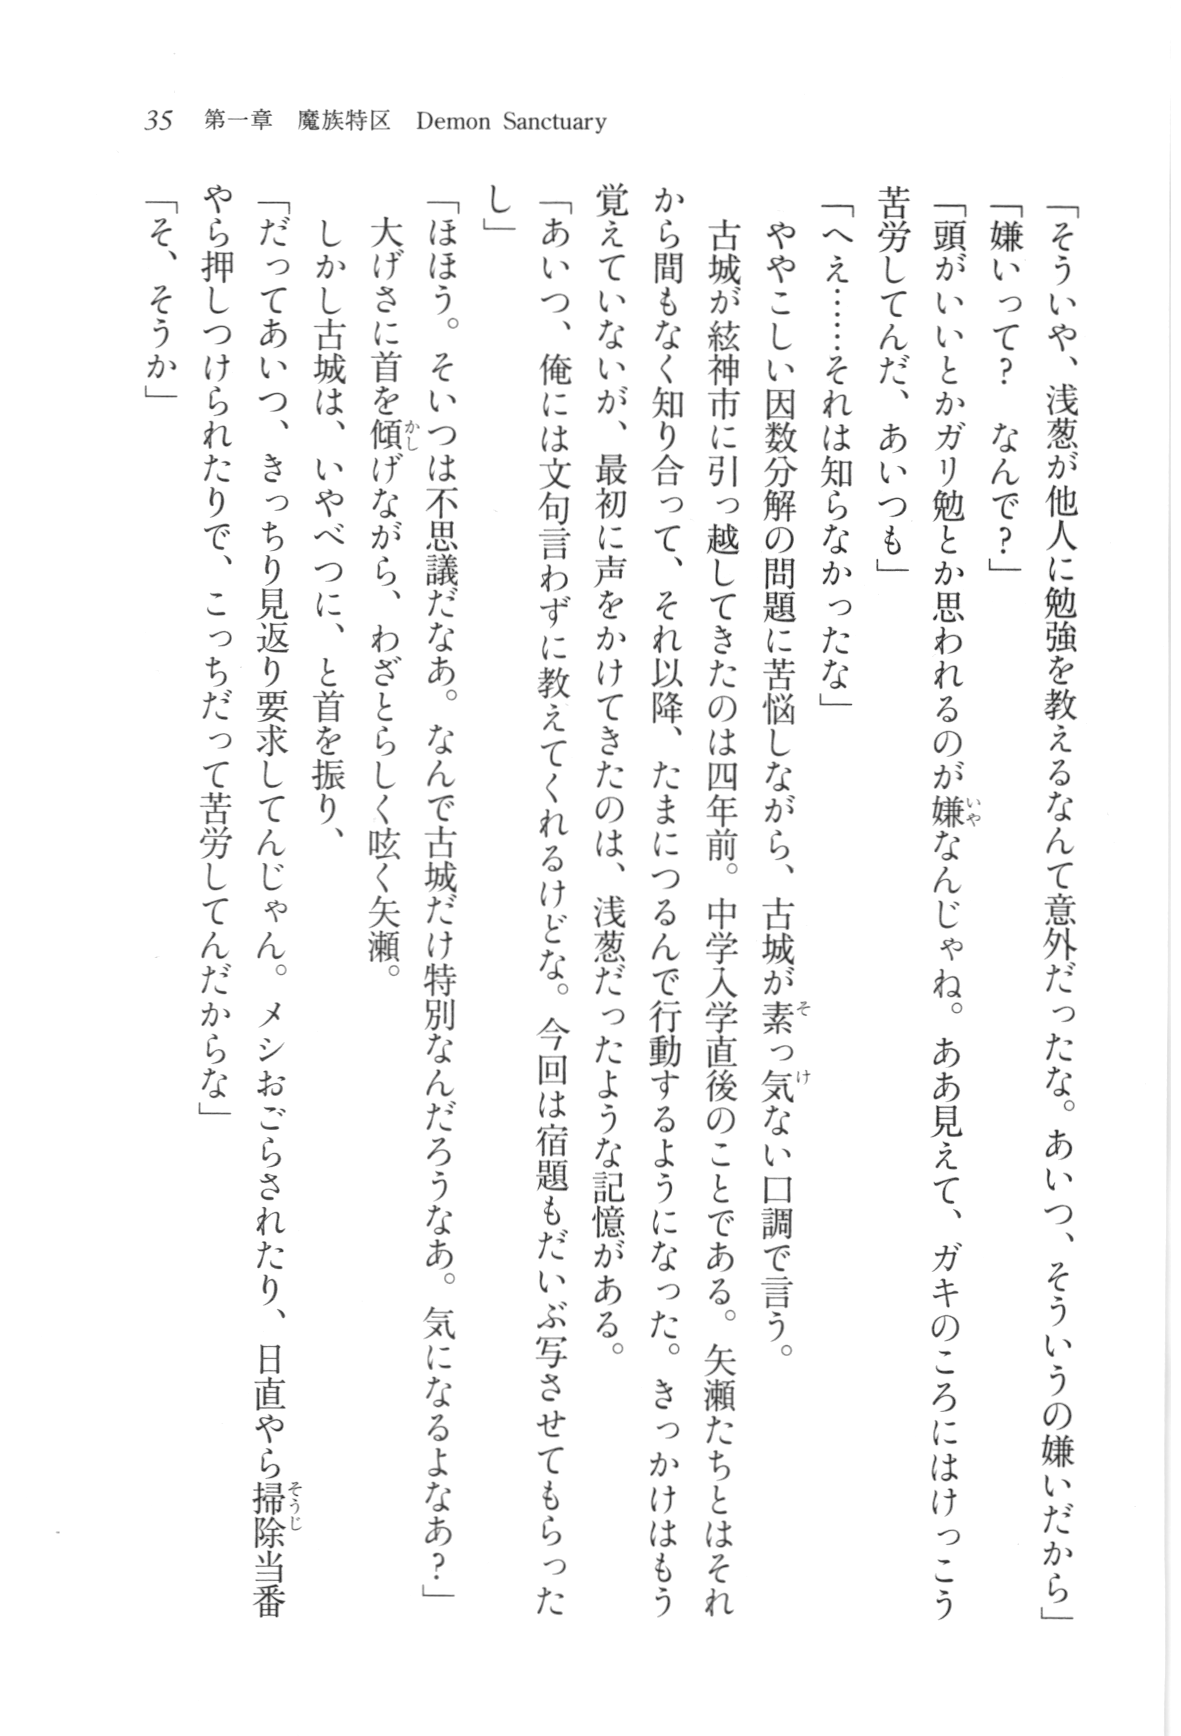 35　第一章　魔族特区　Demon Sanctuary
「そういや、浅葱が他人に勉強を教えるなんて意外だったな。あいつ、そういうの嫌いだから」
「嫌いって？　なんで？」
「頭がいいとかガリ勉とか思われるのが嫌なんじゃね。ああ見えて、ガキのころにはけっこう
苦労してんだ、あいつも」
「へえ……それは知らなかったな」
　ややこしい因数分解の問題に苦悩しながら、古城が素っ気ない口調で言う。
　古城が絃神市に引っ越してきたのは四年前。中学入学直後のことである。矢瀬たちとはそれ
から間もなく知り合って、それ以降、たまにつるんで行動するようになった。きっかけはもう
覚えていないが、最初に声をかけてきたのは、浅葱だったような記憶がある。
「あいつ、俺には文句言わずに教えてくれるけどな。今回は宿題もだいぶ写させてもらった
し」
「ほほう。そいつは不思議だなあ。なんで古城だけ特別なんだろうなあ。気になるよなあ？」
　大げさに首を傾げながら、わざとらしく呟く矢瀬。
　しかし古城は、いやべつに、と首を振り、
「だってあいつ、きっちり見返り要求してんじゃん。メシおごらされたり、日直やら掃除当番
やら押しつけられたりで、こっちだって苦労してんだからな」
「そ、そうか」